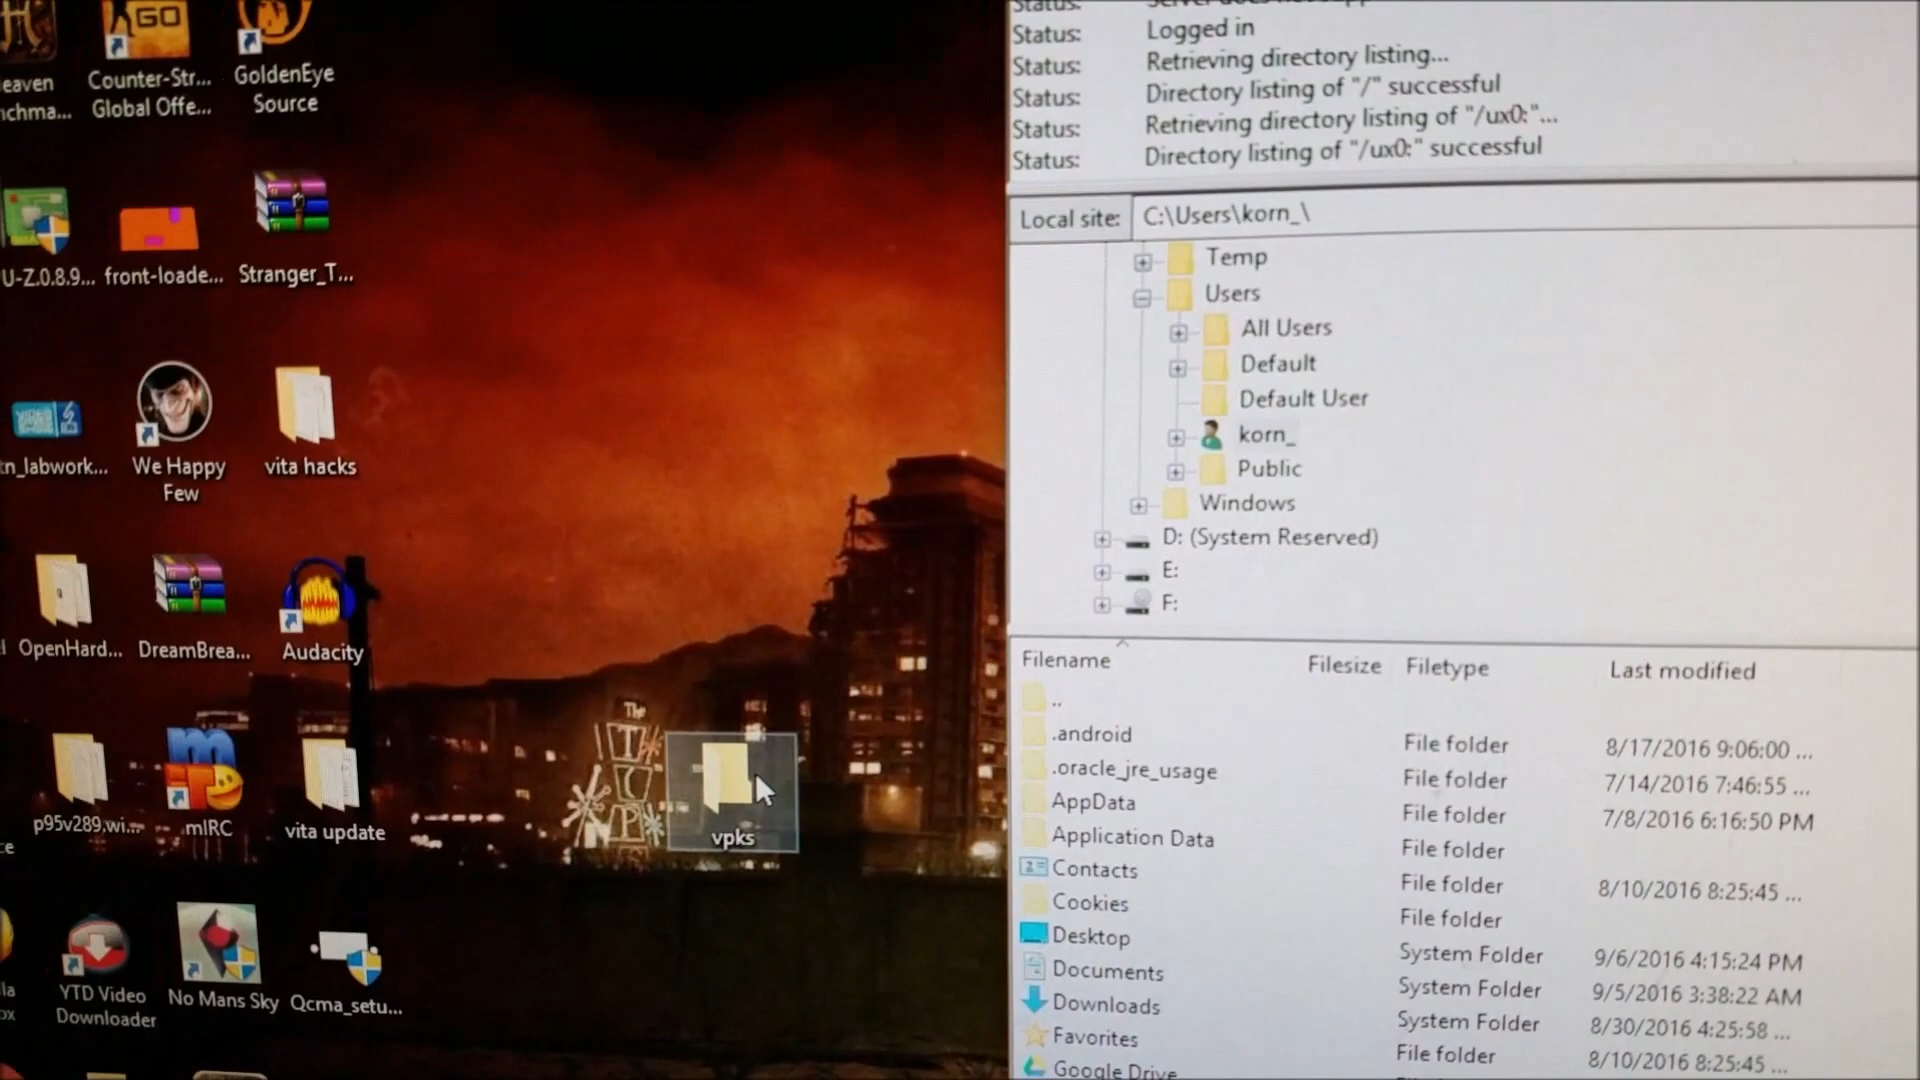 GO
eaven
nchma...
Counter-Str...
Global Offe...
GoldenEye
Source
U-Z.0.8.9...
front-loade...
Stranger_T...
tn_labwork...
We Happy
Few
vita hacks
OpenHard...
DreamBrea...
Audacity
p95v289.wi...
mIRC
vita update
The
vpks
YTD Video
Downloader
No Mans Sky
Qcma_setu...
Status:
Status: Logged in
Status: Retrieving directory listing...
Status: Directory listing of "/" successful
Status: Retrieving directory listing of "/ux0:"...
Status: Directory listing of "/ux0:" successful
Local site: C:\Users\korn_\
Temp
Users
All Users
Default
Default User
korn_
Public
Windows
D: (System Reserved)
E:
F:
Filename Filesize Filetype Last modified
..
.android File folder 8/17/2016 9:06:00 ...
.oracle_jre_usage File folder 7/14/2016 7:46:55 ...
AppData File folder 7/8/2016 6:16:50 PM
Application Data File folder
Contacts File folder 8/10/2016 8:25:45 ...
Cookies File folder
Desktop System Folder 9/6/2016 4:15:24 PM
Documents System Folder 9/5/2016 3:38:22 AM
Downloads System Folder 8/30/2016 4:25:58 ...
Favorites File folder 8/10/2016 8:25:45 ...
Google Drive